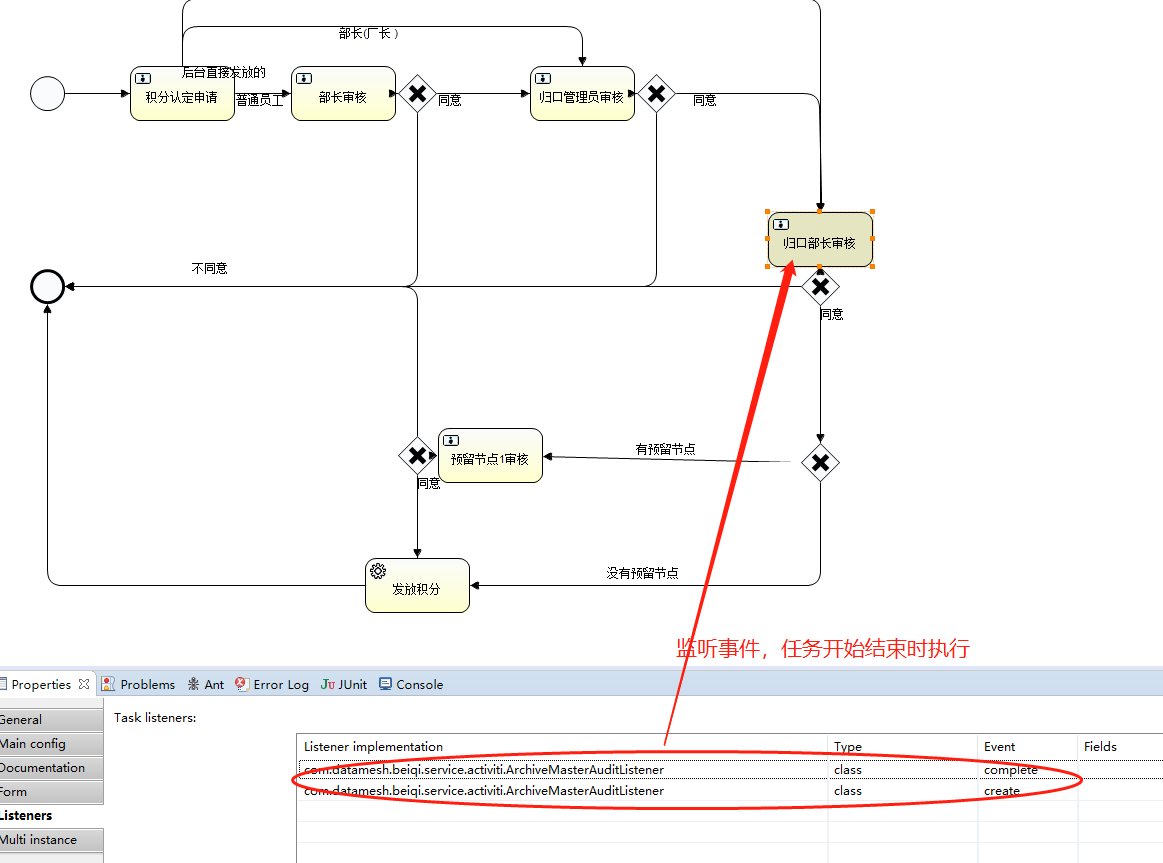 部长(厂长)
后台直接发放的
积分认定申请
普通员工
部长审核
同意
归口管理员审核
同意
归口部长审核
不同意
同意
有预留节点
预留节点1审核
同意
没有预留节点
发放积分
监听事件，任务开始结束时执行
Properties
Problems
Ant
Error Log
JUnit
Console
General
Main config
Documentation
Form
Listeners
Multi instance
Task listeners:
Listener implementation Type Event Fields
com.datamesh.beiqi.service.activiti.ArchiveMasterAuditListener class complete
com.datamesh.beiqi.service.activiti.ArchiveMasterAuditListener class create